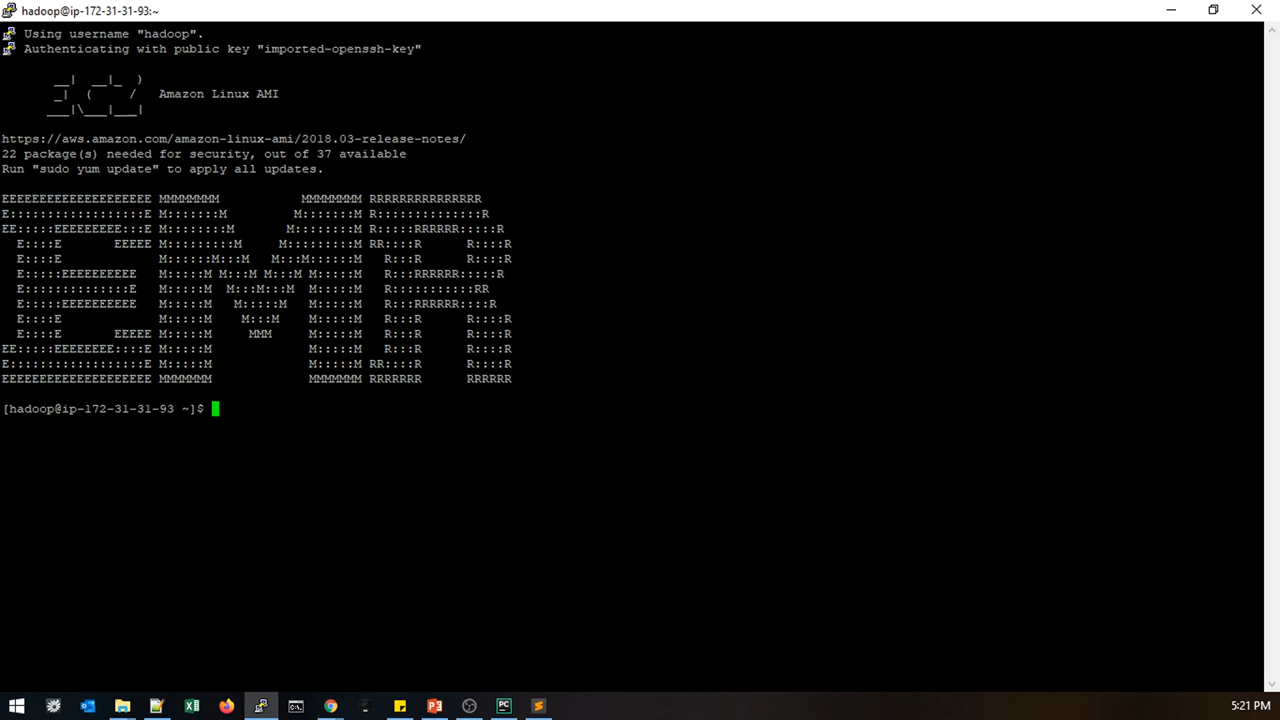 hadoop@ip-172-31-31-93:~
Using username "hadoop".
Authenticating with public key "imported-openssh-key"
__|  __|_  )
_|  (     /   Amazon Linux AMI
___|\___|___|
https://aws.amazon.com/amazon-linux-ami/2018.03-release-notes/
22 package(s) needed for security, out of 37 available
Run "sudo yum update" to apply all updates.
EEEEEEEEEEEEEEEEEEEE MMMMMMMM           MMMMMMMM RRRRRRRRRRRRRRR
E::::::::::::::::::E M:::::::M         M:::::::M R::::::::::::::R
EE:::::EEEEEEEEE:::E M::::::::M       M::::::::M R:::::RRRRRR:::::R
  E::::E       EEEEE M:::::::::M     M:::::::::M RR::::R      R::::R
  E::::E             M::::::M:::M   M:::M::::::M   R:::R      R::::R
  E:::::EEEEEEEEEE   M:::::M M:::M M:::M M:::::M   R:::RRRRRR:::::R
  E::::::::::::::E   M:::::M  M:::M:::M  M:::::M   R:::::::::::RR
  E:::::EEEEEEEEEE   M:::::M   M:::::M   M:::::M   R:::RRRRRR::::R
  E::::E             M:::::M    M:::M    M:::::M   R:::R      R::::R
  E::::E       EEEEE M:::::M     MMM     M:::::M   R:::R      R::::R
EE:::::EEEEEEEE::::E M:::::M             M:::::M   R:::R      R::::R
E::::::::::::::::::E M:::::M             M:::::M RR::::R      R::::R
EEEEEEEEEEEEEEEEEEEE MMMMMMM             MMMMMMM RRRRRRR      RRRRRR
[hadoop@ip-172-31-31-93 ~]$
5:21 PM